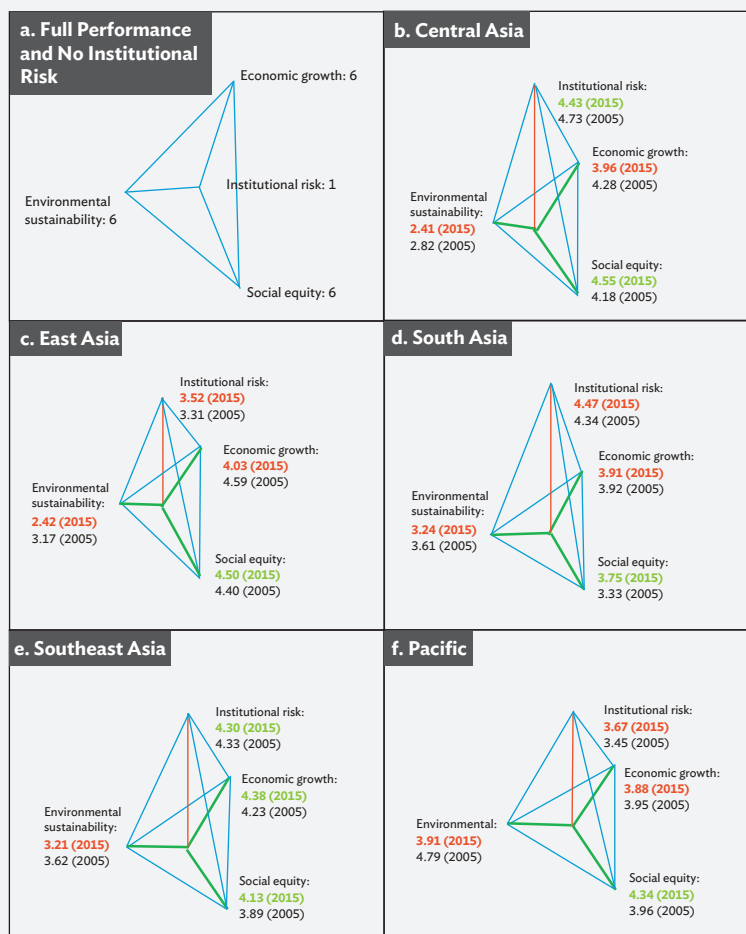 a. Full Performance
and No Institutional
Risk
Economic growth: 6
Institutional risk: 1
Environmental
sustainability: 6
Social equity: 6
b. Central Asia
Institutional risk:
4.43 (2015)
4.73 (2005)
Economic growth:
3.96 (2015)
4.28 (2005)
Environmental
sustainability:
2.41 (2015)
2.82 (2005)
Social equity:
4.55 (2015)
4.18 (2005)
c. East Asia
Institutional risk:
3.52 (2015)
3.31 (2005)
Economic growth:
4.03 (2015)
4.59 (2005)
Environmental
sustainability:
2.42 (2015)
3.17 (2005)
Social equity:
4.50 (2015)
4.40 (2005)
d. South Asia
Institutional risk:
4.47 (2015)
4.34 (2005)
Economic growth:
3.91 (2015)
3.92 (2005)
Environmental
sustainability:
3.24 (2015)
3.61 (2005)
Social equity:
3.75 (2015)
3.33 (2005)
e. Southeast Asia
Institutional risk:
4.30 (2015)
4.33 (2005)
Economic growth:
4.38 (2015)
4.23 (2005)
Environmental
sustainability:
3.21 (2015)
3.62 (2005)
Social equity:
4.13 (2015)
3.89 (2005)
f. Pacific
Institutional risk:
3.67 (2015)
3.45 (2005)
Economic growth:
3.88 (2015)
3.95 (2005)
Environmental:
3.91 (2015)
4.79 (2005)
Social equity:
4.34 (2015)
3.96 (2005)